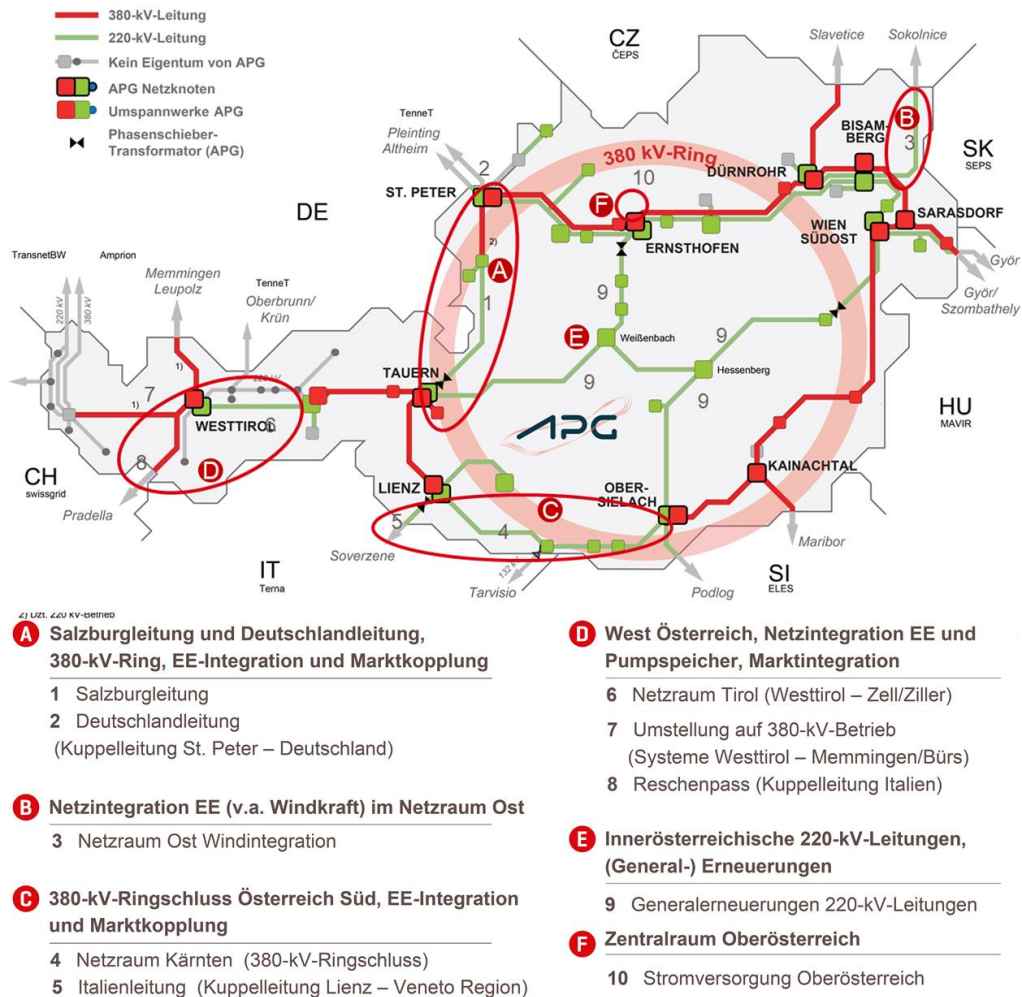 380-kV-Leitung
220-kV-Leitung
Kein Eigentum von APG
APG Netzknoten
Umspannwerke APG
Phasenschieber-
Transformator (APG)
CZ
ČEPS
Slavetice
Sokolnice
TenneT
Pleinting
Altheim
2
ST. PETER
380 kV-Ring
10
F
ERNSTHOFEN
DÜRNROHR
BISAM-
BERG
B
3
SK
SEPS
SARASDORF
WIEN
SÜDOST
Györ
Györ/
Szombathely
DE
2)
A
1
TransnetBW
Amprion
220 kV
380 kV
Memmingen
Leupolz
TenneT
Oberbrunn/
Krün
220 kV
1)
7
1)
WESTTIROL
6
8
D
CH
swissgrid
Pradella
TAUERN
9
E
Weißenbach
9
9
Hessenberg
9
APG
HU
MAVIR
KAINACHTAL
Maribor
LIENZ
5
4
C
OBER-
SIELACH
Soverzene
132 kV
Tarvisio
Podlog
IT
Terna
SI
ELES
2) Dzt. 220 kV-Betrieb
A Salzburgleitung und Deutschlandleitung,
380-kV-Ring, EE-Integration und Marktkopplung
1 Salzburgleitung
2 Deutschlandleitung
(Kuppelleitung St. Peter – Deutschland)
B Netzintegration EE (v.a. Windkraft) im Netzraum Ost
3 Netzraum Ost Windintegration
C 380-kV-Ringschluss Österreich Süd, EE-Integration
und Marktkopplung
4 Netzraum Kärnten (380-kV-Ringschluss)
5 Italienleitung (Kuppelleitung Lienz – Veneto Region)
D West Österreich, Netzintegration EE und
Pumpspeicher, Marktintegration
6 Netzraum Tirol (Westtirol – Zell/Ziller)
7 Umstellung auf 380-kV-Betrieb
(Systeme Westtirol – Memmingen/Bürs)
8 Reschenpass (Kuppelleitung Italien)
E Innerösterreichische 220-kV-Leitungen,
(General-) Erneuerungen
9 Generalerneuerungen 220-kV-Leitungen
F Zentralraum Oberösterreich
10 Stromversorgung Oberösterreich